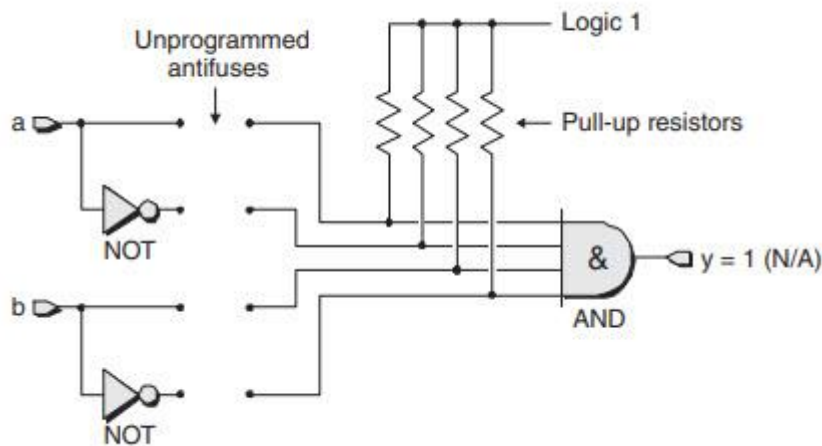 Unprogrammed
antifuses
Logic 1
Pull-up resistors
a
NOT
&
y = 1 (N/A)
AND
b
NOT